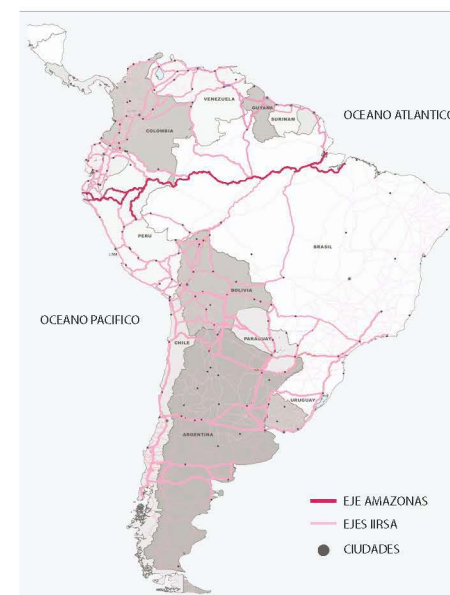 VENEZUELA
GUYANA
SURINAM
OCEANO ATLANTICO
COLOMBIA
PERU
LIMA
BRASIL
BOLIVIA
OCEANO PACIFICO
CHILE
PARAGUAY
URUGUAY
ARGENTINA
EJE AMAZONAS
EJES IIRSA
CIUDADES